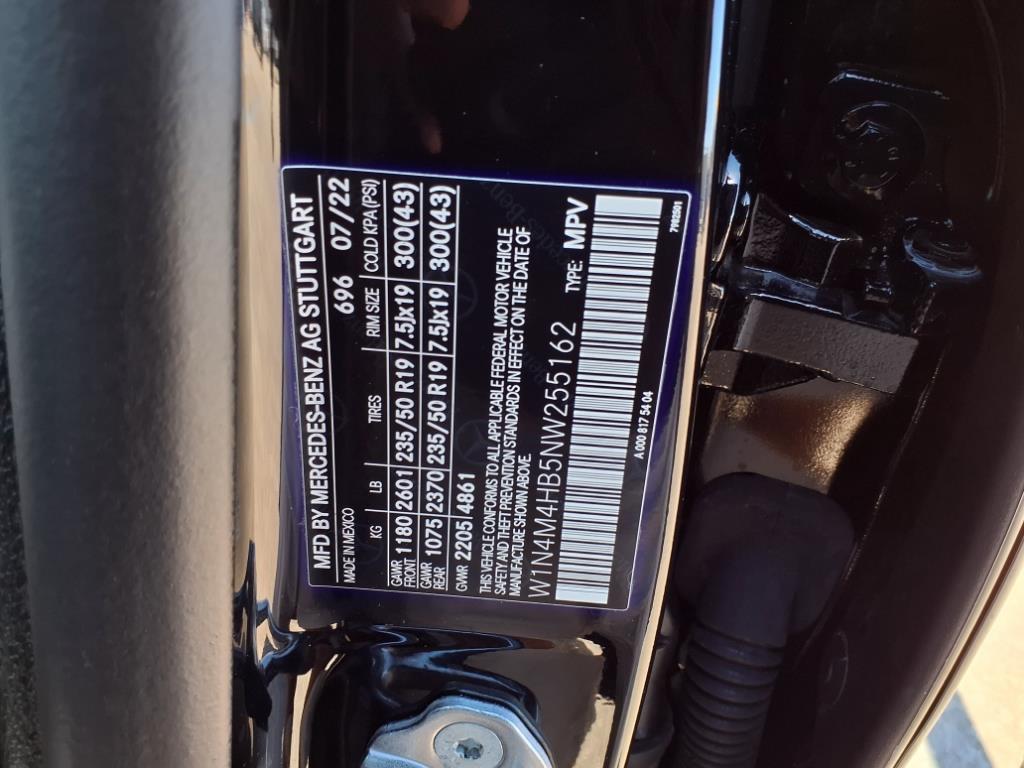 MFD BY MERCEDES-BENZ AG STUTTGART
MADE IN MEXICO 696 07/22
KG LB TIRES RIM SIZE COLD KPA (PSI)
GAWR FRONT 1180 2601 235/50 R19 7.5Jx19 300(43)
GAWR REAR 1075 2370 235/50 R19 7.5Jx19 300(43)
GVWR 2205 4861
THIS VEHICLE CONFORMS TO ALL APPLICABLE FEDERAL MOTOR VEHICLE
SAFETY AND THEFT PREVENTION STANDARDS IN EFFECT ON THE DATE OF
MANUFACTURE SHOWN ABOVE.
W1N4M4HB5NW255162 TYPE: MPV
A 000 817 54 04 7982501